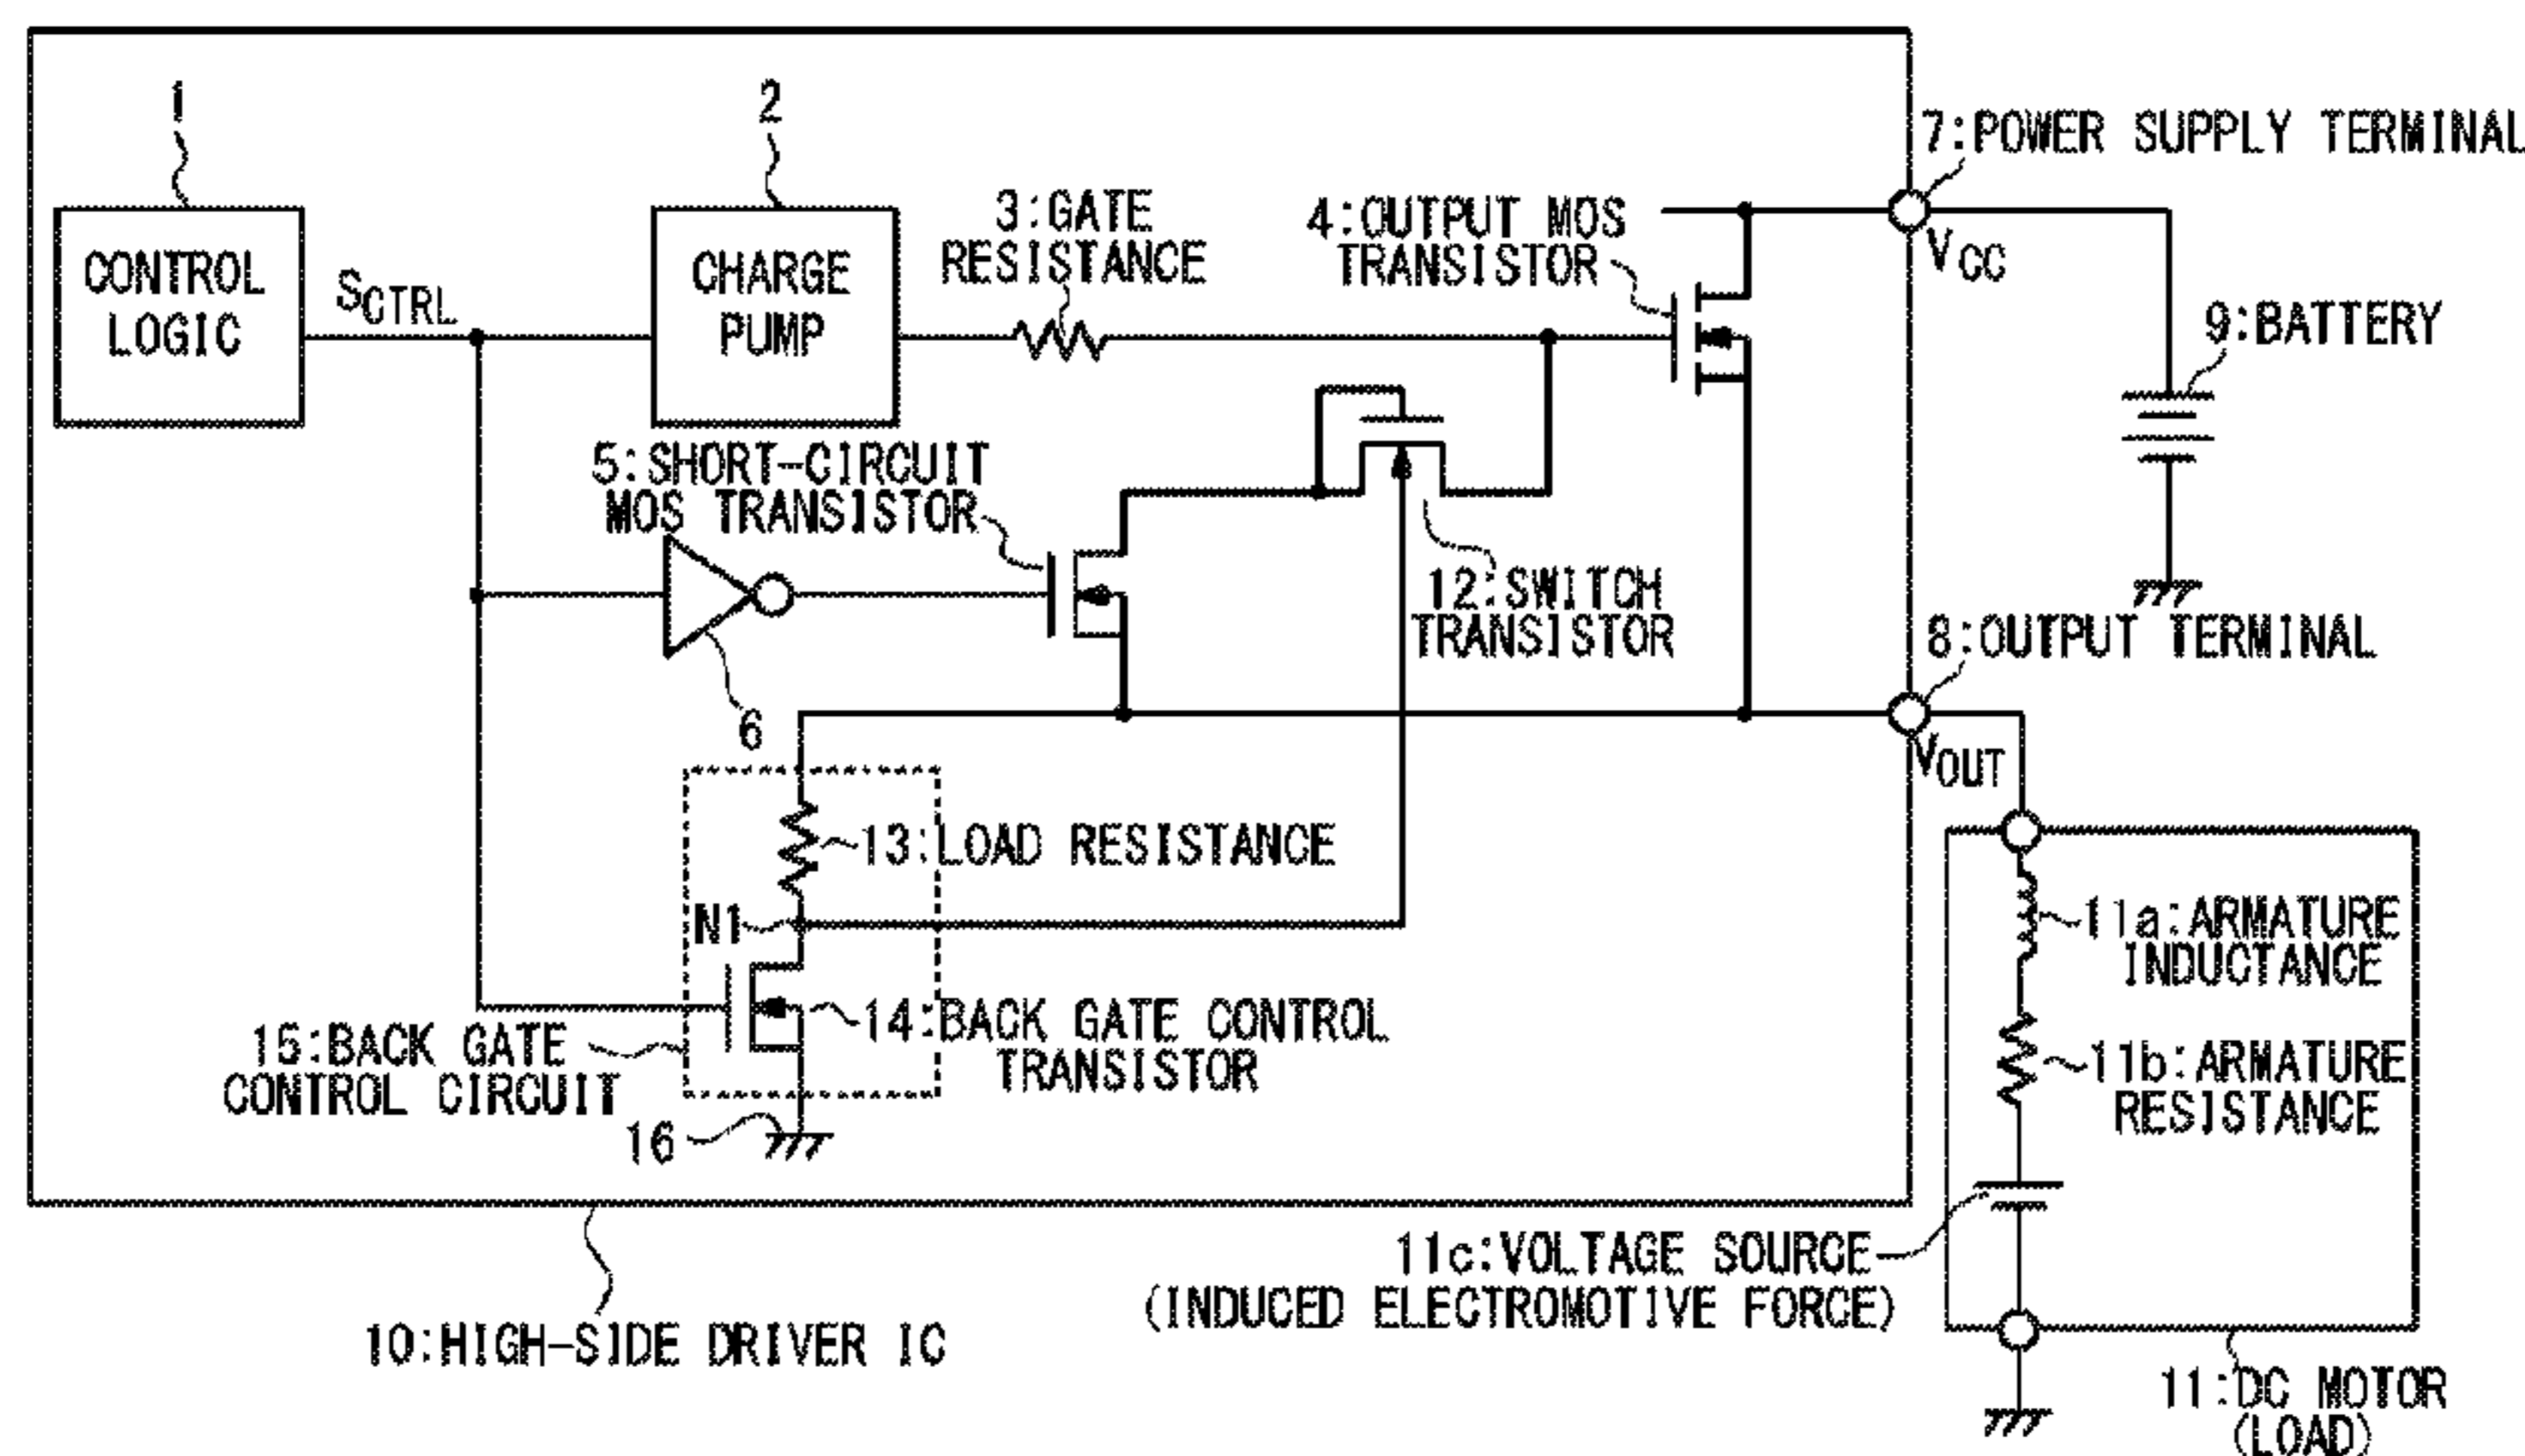 1
2
CONTROL
LOGIC
S_CTRL
CHARGE
PUMP
3:GATE
RESISTANCE
4:OUTPUT MOS
TRANSISTOR
7:POWER SUPPLY TERMINAL
V_CC
9:BATTERY
5:SHORT-CIRCUIT
MOS TRANSISTOR
12:SWITCH
TRANSISTOR
6
8:OUTPUT TERMINAL
V_OUT
13:LOAD RESISTANCE
N1
14:BACK GATE CONTROL
TRANSISTOR
15:BACK GATE
CONTROL CIRCUIT
16
11a:ARMATURE
INDUCTANCE
11b:ARMATURE
RESISTANCE
11c:VOLTAGE SOURCE
(INDUCED ELECTROMOTIVE FORCE)
10:HIGH-SIDE DRIVER IC
11:DC MOTOR
(LOAD)